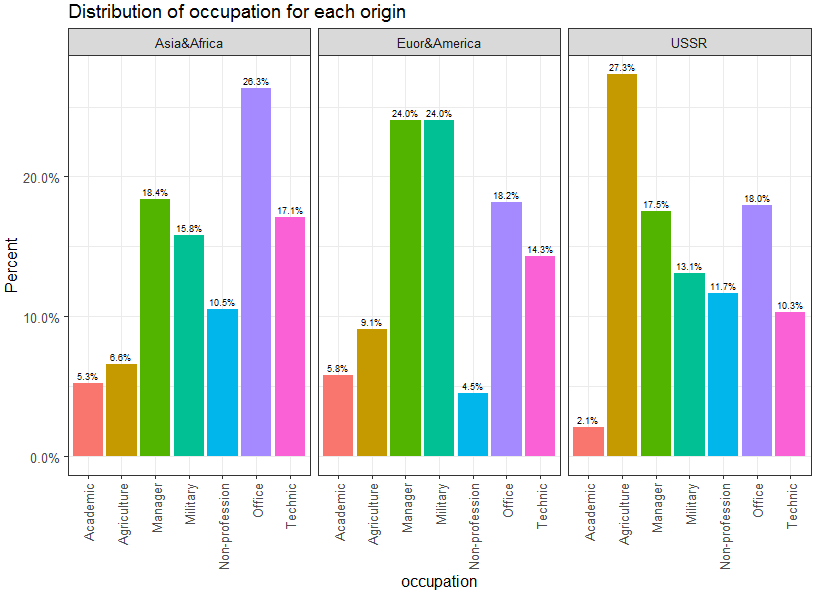 Distribution of occupation for each origin
Asia&Africa
Euor&America
USSR
Percent
20.0%
10.0%
0.0%
5.3%
6.6%
18.4%
15.8%
10.5%
26.3%
17.1%
5.8%
9.1%
24.0%
24.0%
4.5%
18.2%
14.3%
2.1%
27.3%
17.5%
13.1%
11.7%
18.0%
10.3%
Academic
Agriculture
Manager
Military
Non-profession
Office
Technic
Academic
Agriculture
Manager
Military
Non-profession
Office
Technic
Academic
Agriculture
Manager
Military
Non-profession
Office
Technic
occupation